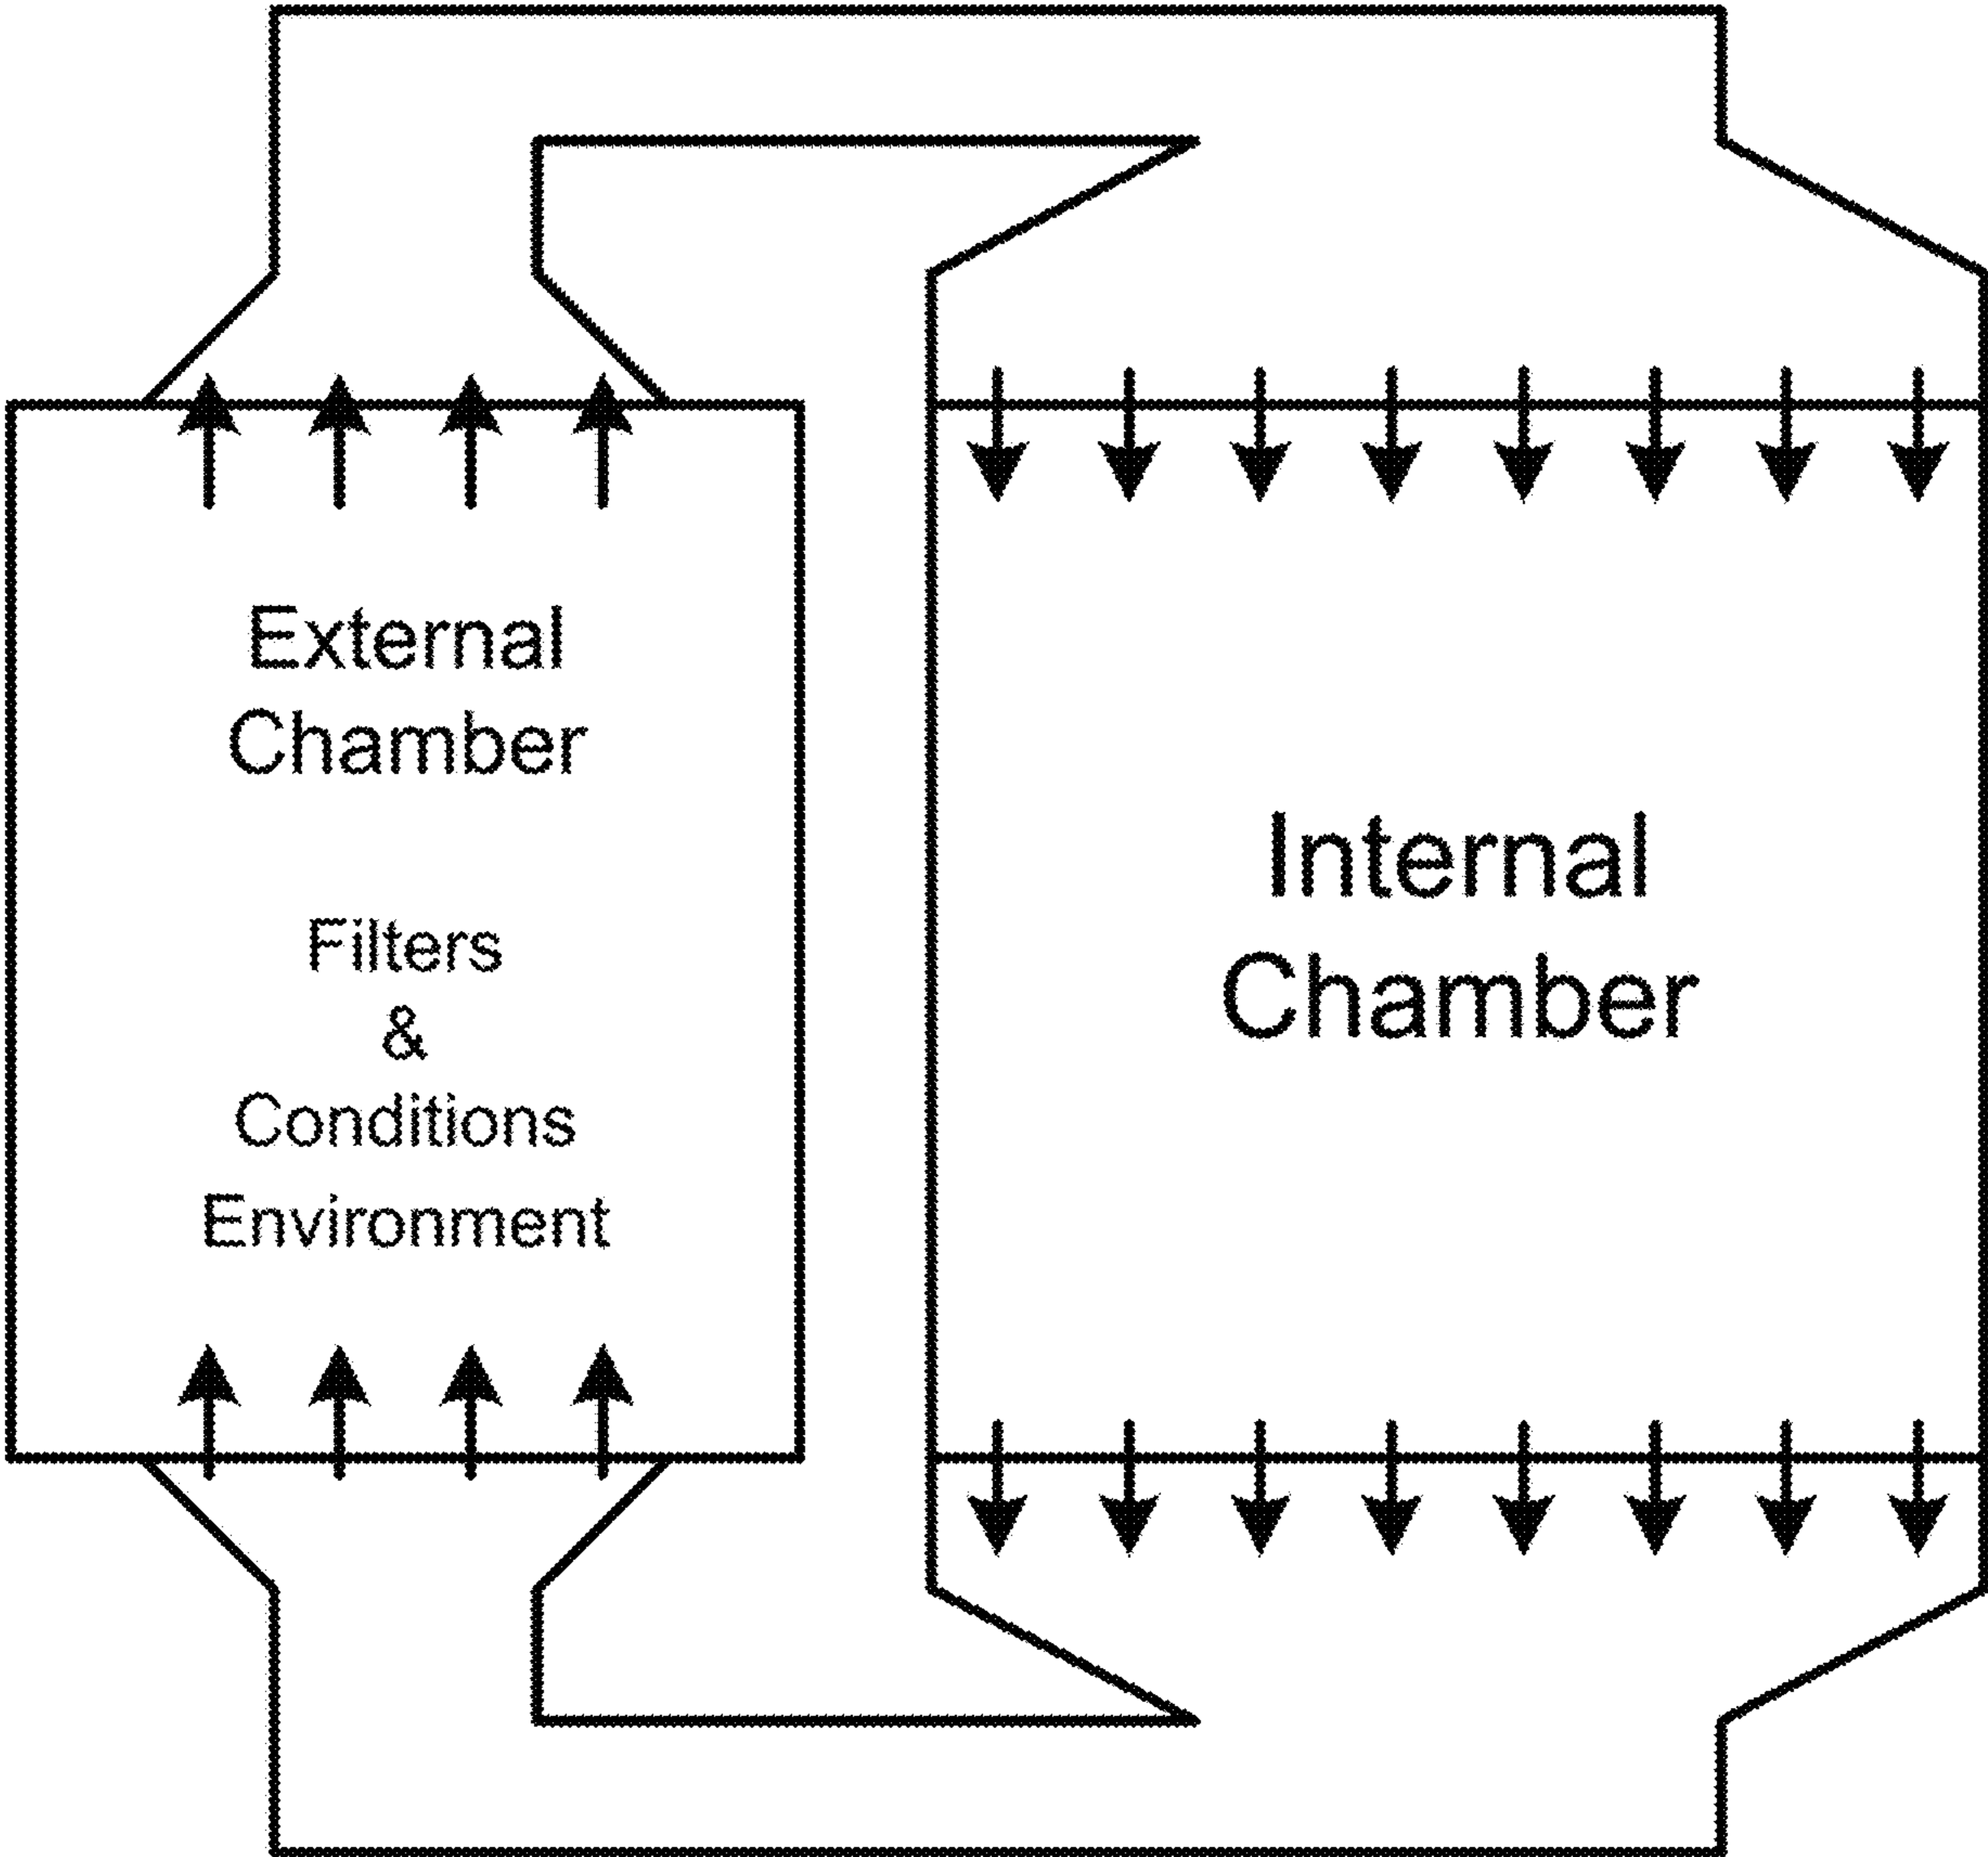 External
Chamber
Filters
&
Conditions
Environment
Internal
Chamber